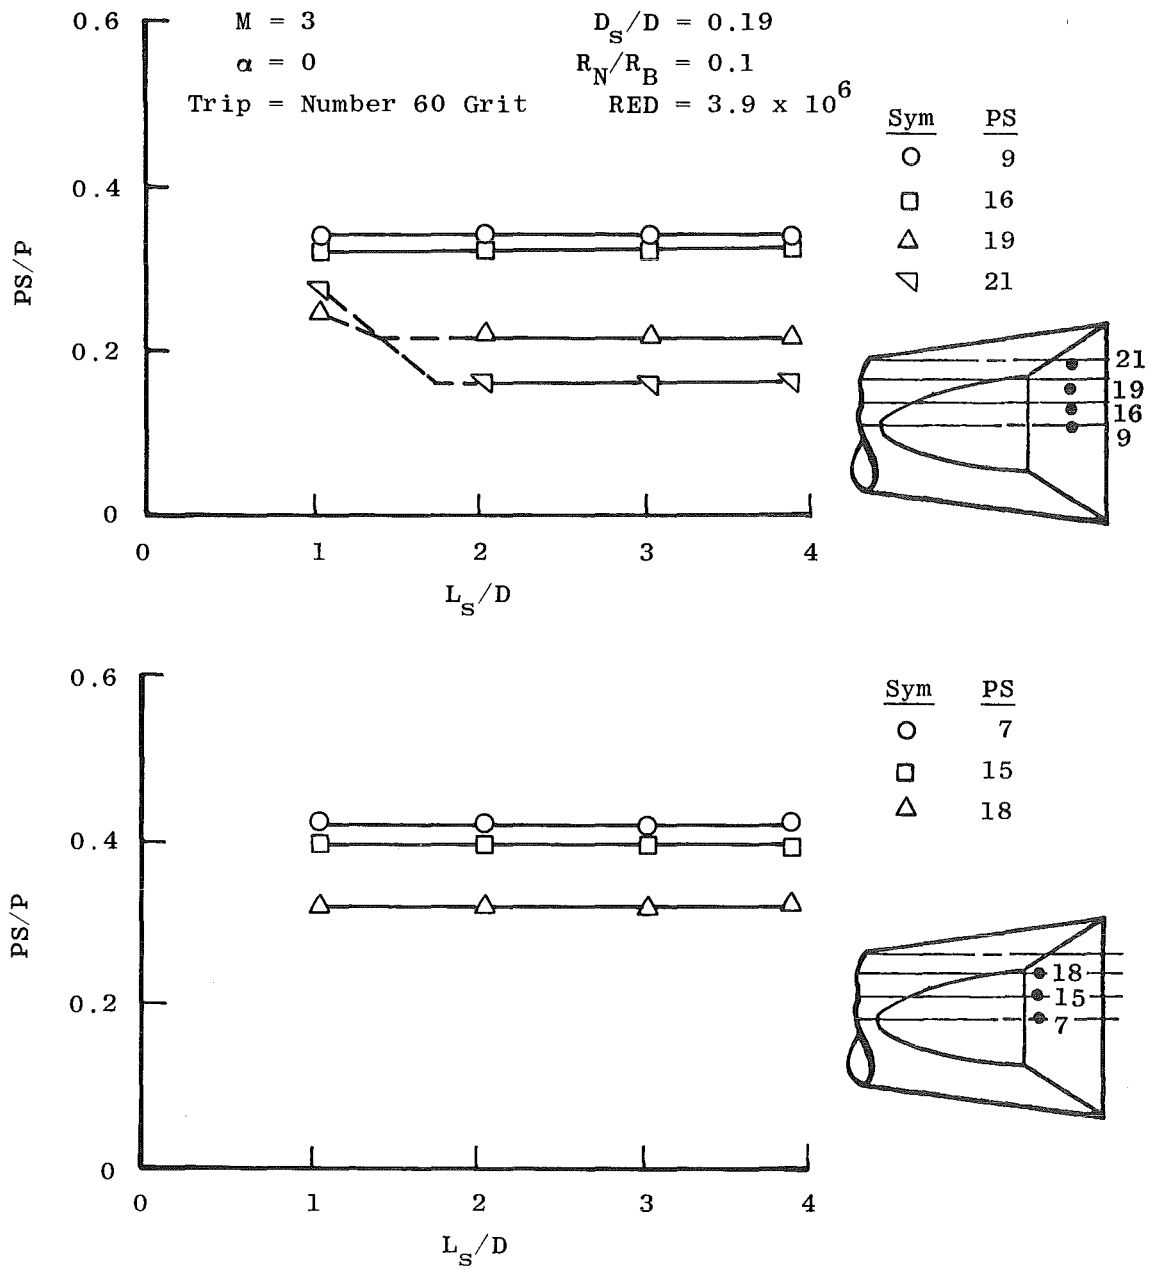 0.6
M = 3
D_s/D = 0.19
α = 0
R_N/R_B = 0.1
Trip = Number 60 Grit
RED = 3.9 x 10^6
Sym PS
9
16
19
21
0.4
PS/P
0.2
0
0 1 2 3 4
L_s/D
21
19
16
9
0.6
Sym PS
7
15
18
0.4
PS/P
0.2
0
0 1 2 3 4
L_s/D
18
15
7